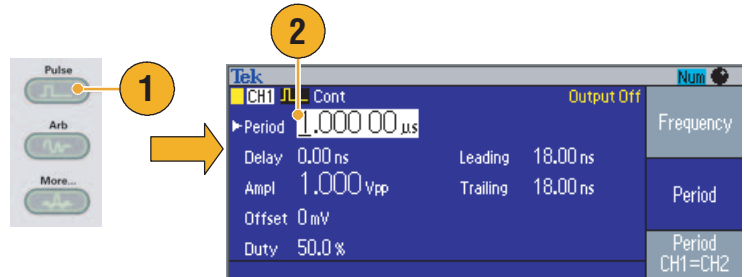 2
Pulse
1
Arb
More...
Tek
Num
CH1 Cont Output Off
Period 1.000 00 µs
Delay 0.00 ns Leading 18.00 ns
Ampl 1.000 Vpp Trailing 18.00 ns
Offset 0 mV
Duty 50.0 %
Frequency
Period
Period
CH1=CH2